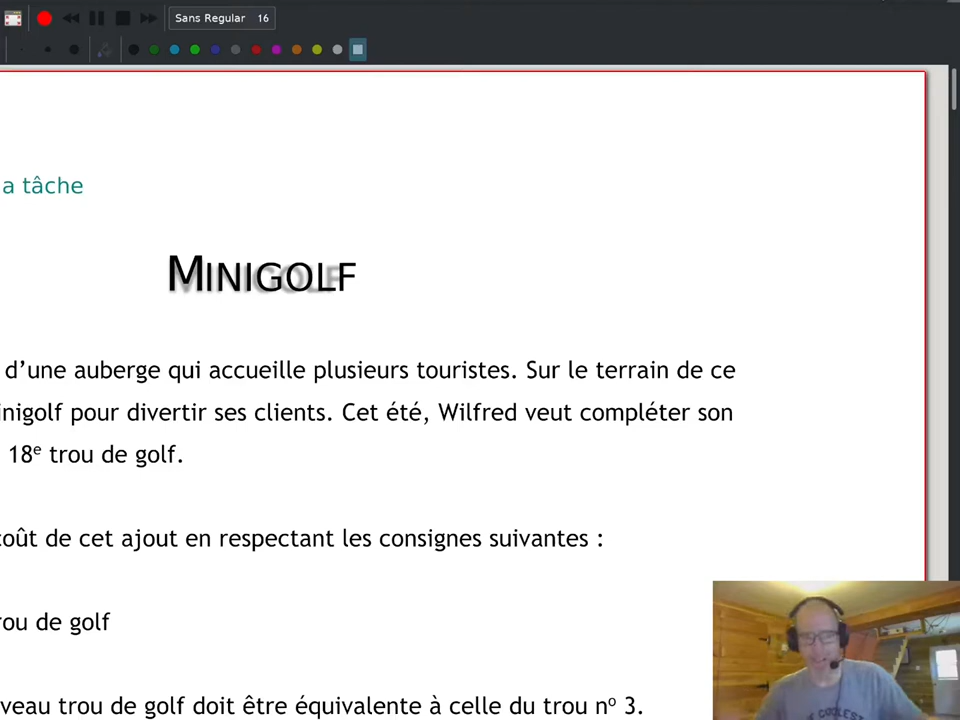 Sans Regular 16
a tâche
MINIGOLF
d’une auberge qui accueille plusieurs touristes. Sur le terrain de ce
inigolf pour divertir ses clients. Cet été, Wilfred veut compléter son
18e trou de golf.
coût de cet ajout en respectant les consignes suivantes :
rou de golf
veau trou de golf doit être équivalente à celle du trou no 3.
COOLEST